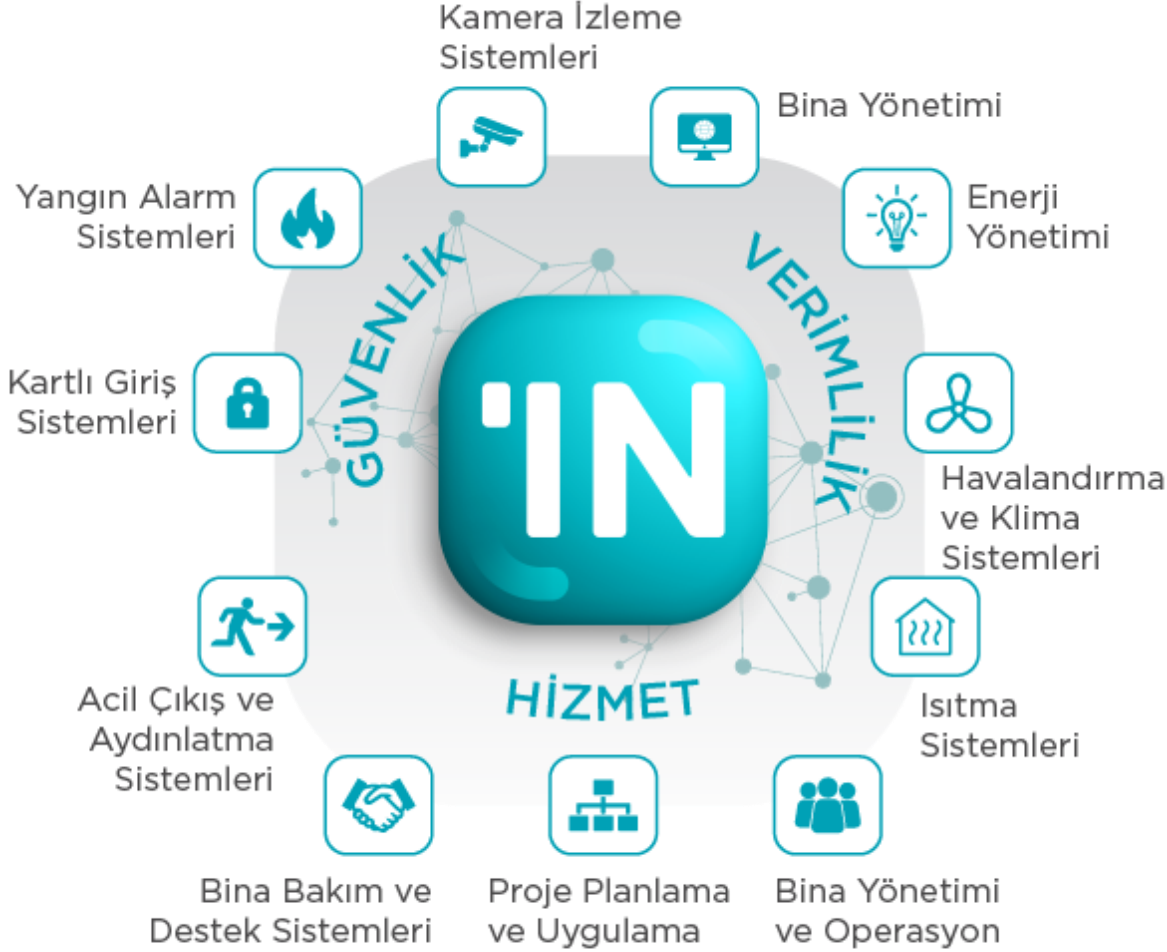 Kamera İzleme
Sistemleri
Bina Yönetimi
Yangın Alarm
Sistemleri
Enerji
Yönetimi
GÜVENLİK
VERİMLİLİK
Kartlı Giriş
Sistemleri
'IN
Havalandırma
ve Klima
Sistemleri
HİZMET
Acil Çıkış ve
Aydınlatma
Sistemleri
Isıtma
Sistemleri
Bina Bakım ve
Destek Sistemleri
Proje Planlama
ve Uygulama
Bina Yönetimi
ve Operasyon